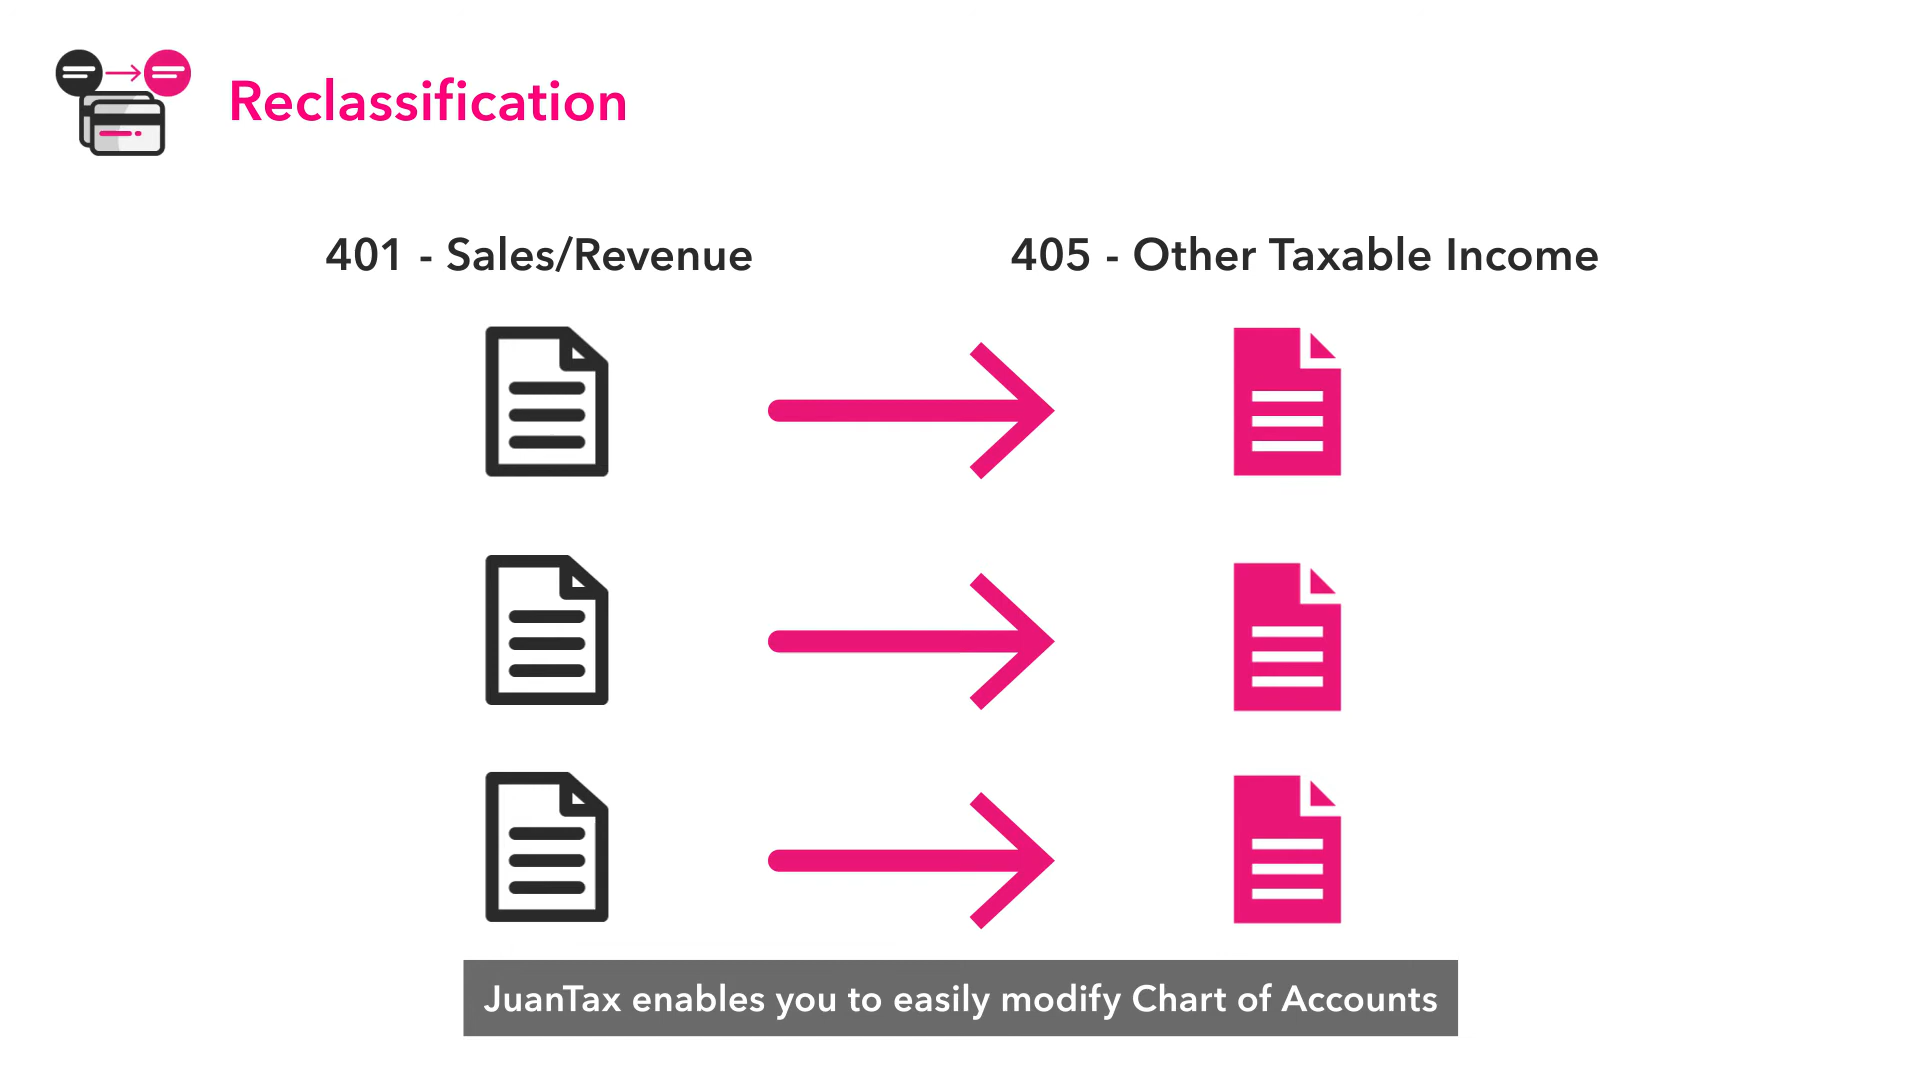 Reclassification
401 - Sales/Revenue
405 - Other Taxable Income
JuanTax enables you to easily modify Chart of Accounts